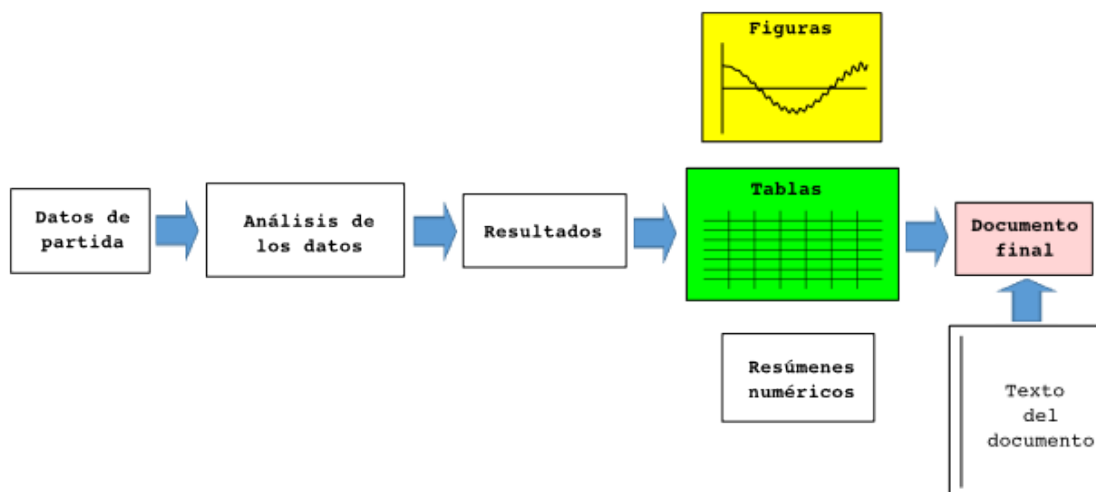 Figuras
Datos de
partida
Análisis de
los datos
Resultados
Tablas
Documento
final
Resúmenes
numéricos
Texto
del
documento